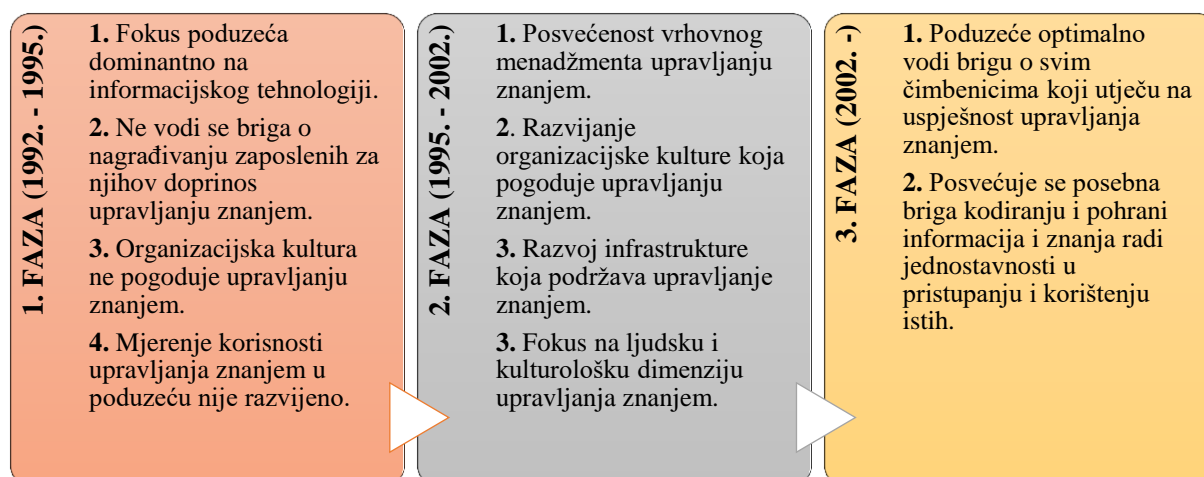 1. FAZA (1992. - 1995.)
1. Fokus poduzeća
dominantno na
informacijskog tehnologiji.
2. Ne vodi se briga o
nagrađivanju zaposlenih za
njihov doprinos
upravljanju znanjem.
3. Organizacijska kultura
ne pogoduje upravljanju
znanjem.
4. Mjerenje korisnosti
upravljanja znanjem u
poduzeću nije razvijeno.
2. FAZA (1995. - 2002.)
1. Posvećenost vrhovnog
menadžmenta upravljanju
znanjem.
2. Razvijanje
organizacijske kulture koja
pogoduje upravljanju
znanjem.
3. Razvoj infrastrukture
koja podržava upravljanje
znanjem.
3. Fokus na ljudsku i
kulturološku dimenziju
upravljanja znanjem.
3. FAZA (2002. -)
1. Poduzeće optimalno
vodi brigu o svim
čimbenicima koji utječu na
uspješnost upravljanja
znanjem.
2. Posvećuje se posebna
briga kodiranju i pohrani
informacija i znanja radi
jednostavnosti u
pristupanju i korištenju
istih.